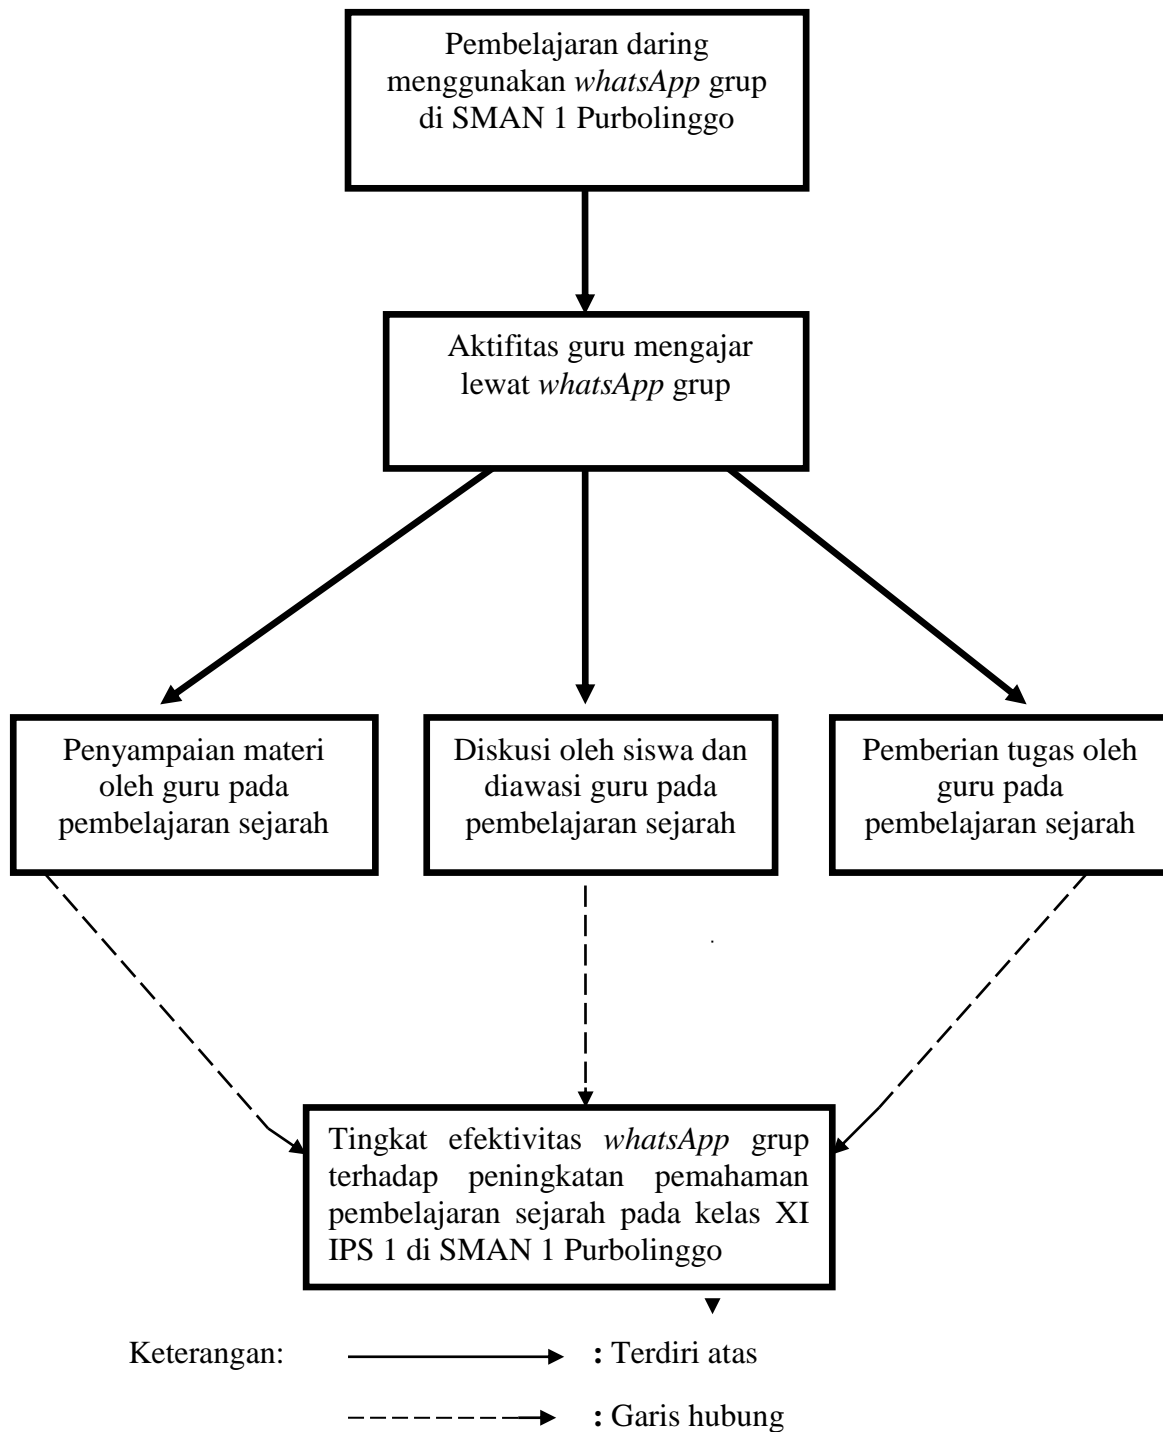 Pembelajaran daring
menggunakan whatsApp grup
di SMAN 1 Purbolinggo
Aktifitas guru mengajar
lewat whatsApp grup
Penyampaian materi
oleh guru pada
pembelajaran sejarah
Diskusi oleh siswa dan
diawasi guru pada
pembelajaran sejarah
Pemberian tugas oleh
guru pada
pembelajaran sejarah
Tingkat efektivitas whatsApp grup
terhadap peningkatan pemahaman
pembelajaran sejarah pada kelas XI
IPS 1 di SMAN 1 Purbolinggo
Keterangan: : Terdiri atas
: Garis hubung